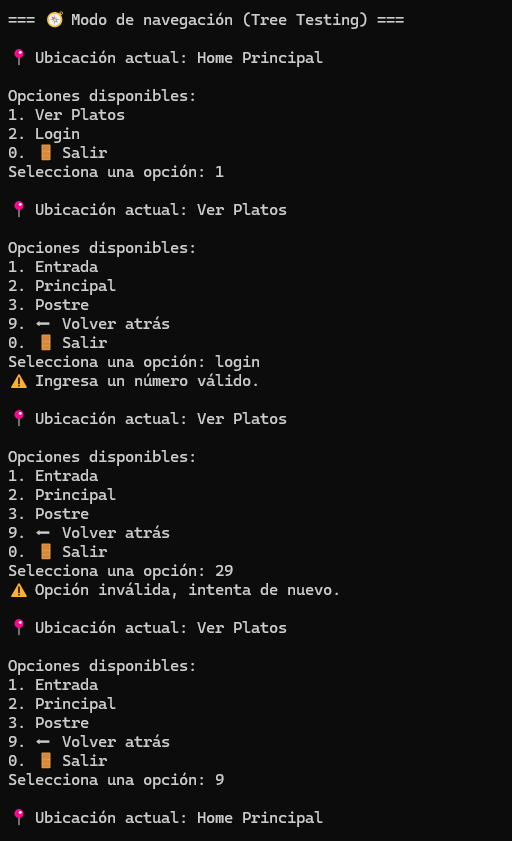 === 🧭 Modo de navegación (Tree Testing) ===
📍 Ubicación actual: Home Principal
Opciones disponibles:
1. Ver Platos
2. Login
0. 🚪 Salir
Selecciona una opción: 1
📍 Ubicación actual: Ver Platos
Opciones disponibles:
1. Entrada
2. Principal
3. Postre
9. ⬅ Volver atrás
0. 🚪 Salir
Selecciona una opción: login
⚠️ Ingresa un número válido.
📍 Ubicación actual: Ver Platos
Opciones disponibles:
1. Entrada
2. Principal
3. Postre
9. ⬅ Volver atrás
0. 🚪 Salir
Selecciona una opción: 29
⚠️ Opción inválida, intenta de nuevo.
📍 Ubicación actual: Ver Platos
Opciones disponibles:
1. Entrada
2. Principal
3. Postre
9. ⬅ Volver atrás
0. 🚪 Salir
Selecciona una opción: 9
📍 Ubicación actual: Home Principal